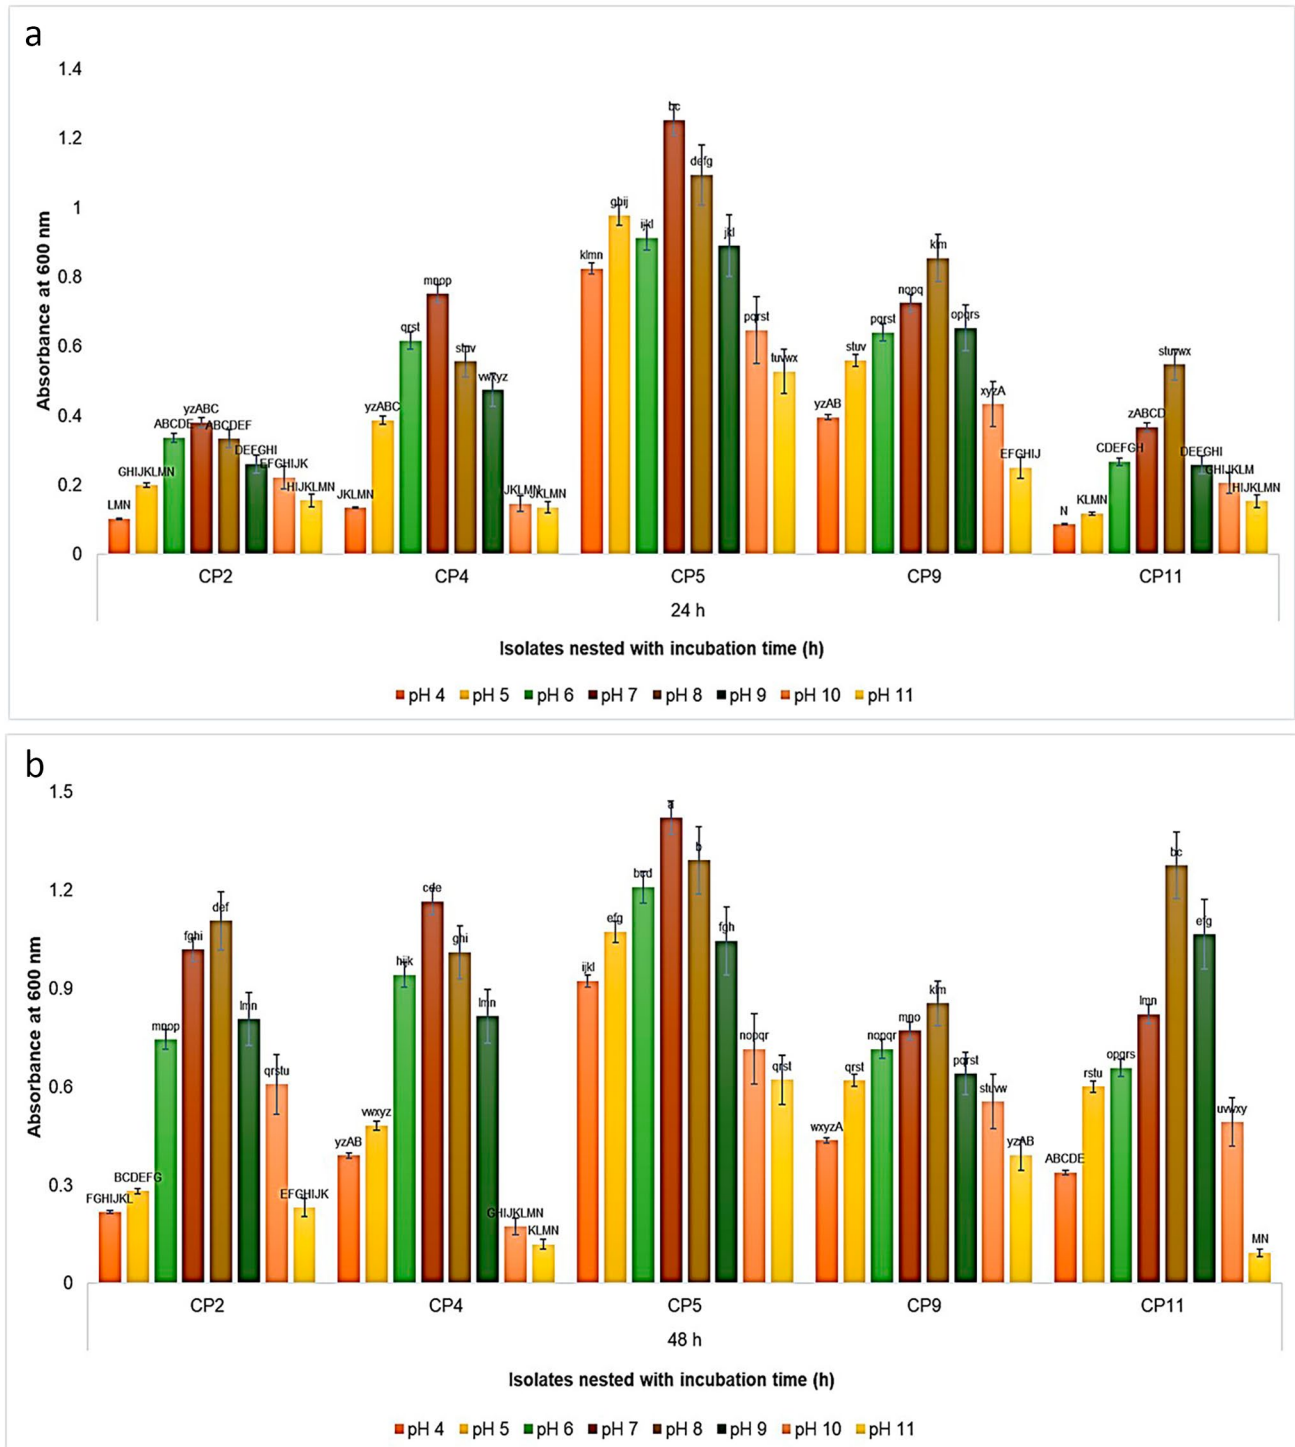 a
1.4
1.2
1
0.8
0.6
0.4
0.2
0
Absorbance at 600 nm
LMN
GHIJKLMN
ABCDE
yzABC
ABCDEF
DEFGHI
EFGHIJK
HIJKLMN
JKLMN
yzABC
qrst
mnop
stuv
vwxyz
JKLMN
JKLMN
klmn
ghij
ijkl
bc
defg
jkl
pqrst
tuvwx
yzAB
stuv
pqrst
nopq
klm
opqrs
xyzA
EFGHIJ
N
KLMN
CDEFGH
zABCD
stuvwx
DEFGHI
GHIJKLM
HIJKLMN
CP2 CP4 CP5 CP9 CP11
24 h
Isolates nested with incubation time (h)
pH 4 pH 5 pH 6 pH 7 pH 8 pH 9 pH 10 pH 11
b
1.5
1.2
0.9
0.6
0.3
0
Absorbance at 600 nm
FGHIJKL
BCDEFG
mnop
fghi
def
lmn
qrstu
EFGHIJK
yzAB
vwxyz
hijk
cde
ghi
lmn
GHIJKLMN
KLMN
ijkl
efg
bcd
a
b
fgh
nopqr
qrst
wxyzA
qrst
nopqr
mno
klm
pqrst
stuvw
yzAB
ABCDE
rstu
opqrs
lmn
bc
efg
uvwxy
MN
CP2 CP4 CP5 CP9 CP11
48 h
Isolates nested with incubation time (h)
pH 4 pH 5 pH 6 pH 7 pH 8 pH 9 pH 10 pH 11